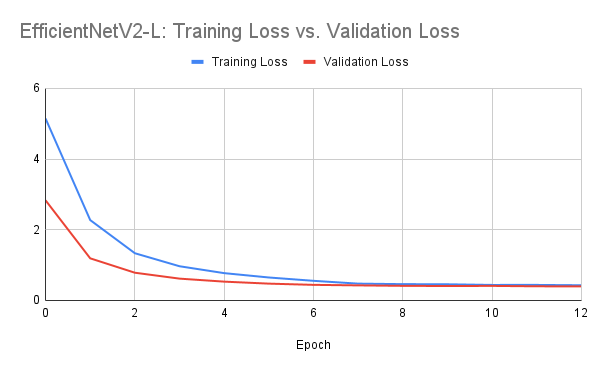 EfficientNetV2-L: Training Loss vs. Validation Loss
Training Loss Validation Loss
6
4
2
0
0 2 4 6 8 10 12
Epoch